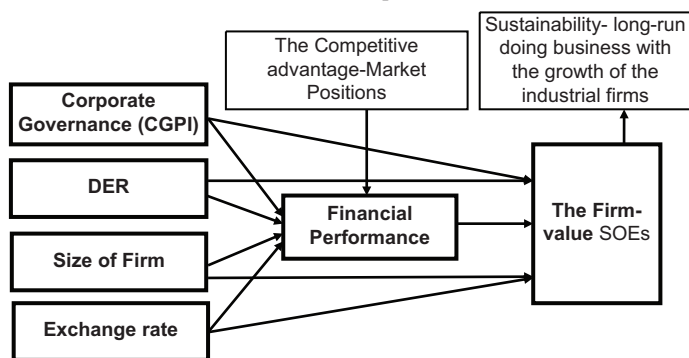 The Competitive
advantage-Market
Positions
Sustainability- long-run
doing business with
the growth of the
industrial firms
Corporate
Governance (CGPI)
DER
Size of Firm
Exchange rate
Financial
Performance
The Firm-
value SOEs